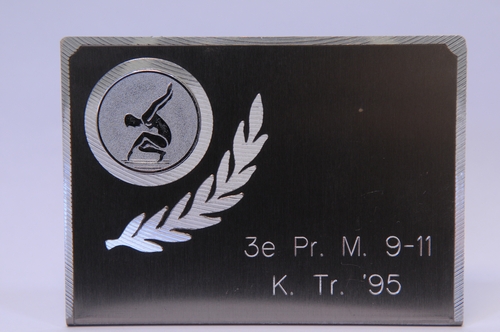 3e Pr. M. 9-11
K. Tr. '95